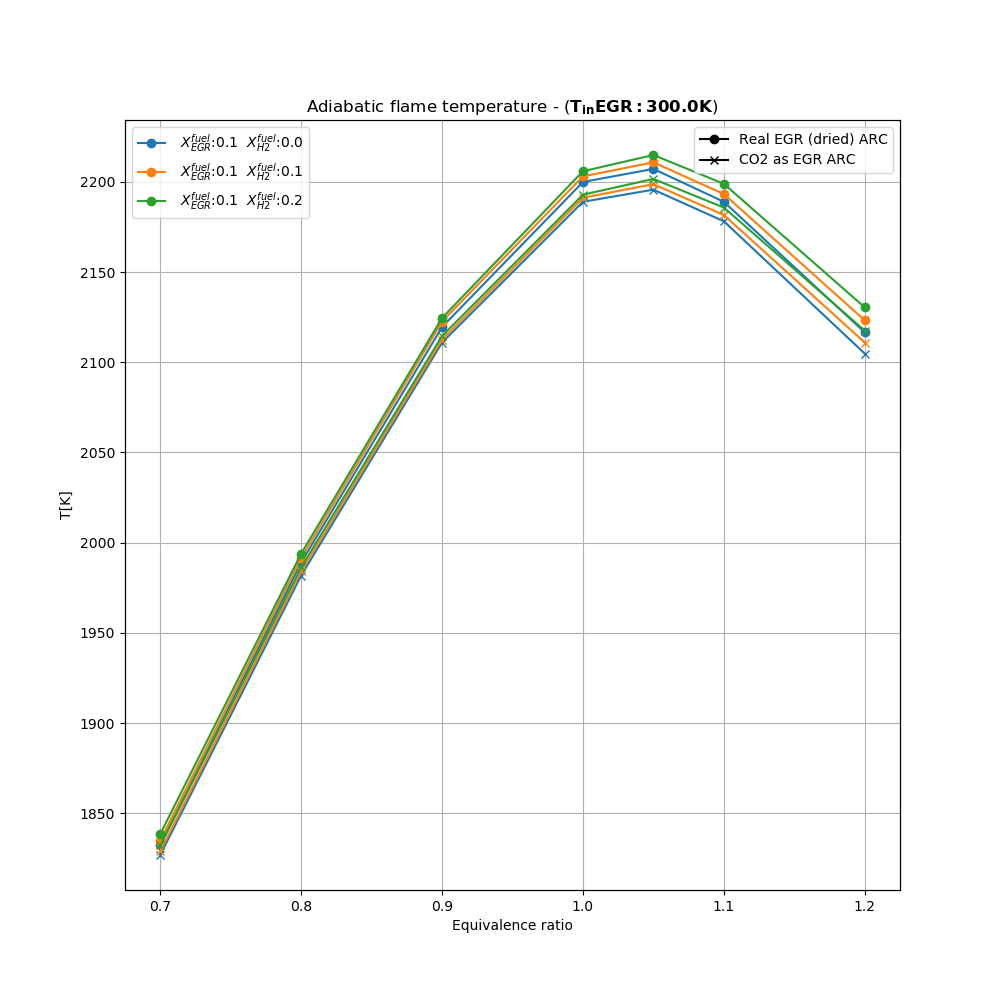 Adiabatic flame temperature - (T_in EGR : 300.0K)
X_EGR^fuel:0.1 X_H2^fuel:0.0
X_EGR^fuel:0.1 X_H2^fuel:0.1
X_EGR^fuel:0.1 X_H2^fuel:0.2
Real EGR (dried) ARC
CO2 as EGR ARC
T[K]
2200
2150
2100
2050
2000
1950
1900
1850
0.7 0.8 0.9 1.0 1.1 1.2
Equivalence ratio